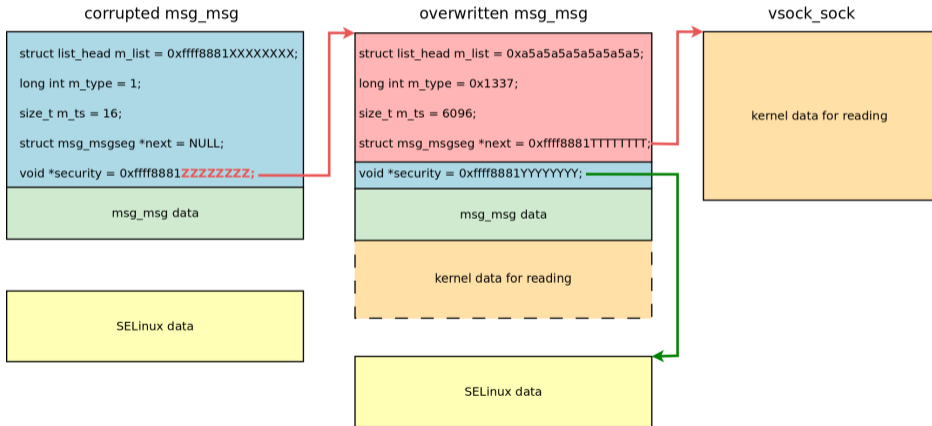 corrupted msg_msg
struct list_head m_list = 0xffff8881XXXXXXXX;
long int m_type = 1;
size_t m_ts = 16;
struct msg_msgseg *next = NULL;
void *security = 0xffff8881ZZZZZZZZ;
msg_msg data
SELinux data
overwritten msg_msg
struct list_head m_list = 0xa5a5a5a5a5a5a5a5;
long int m_type = 0x1337;
size_t m_ts = 6096;
struct msg_msgseg *next = 0xffff8881TTTTTTTT;
void *security = 0xffff8881YYYYYYYY;
msg_msg data
kernel data for reading
SELinux data
vsock_sock
kernel data for reading